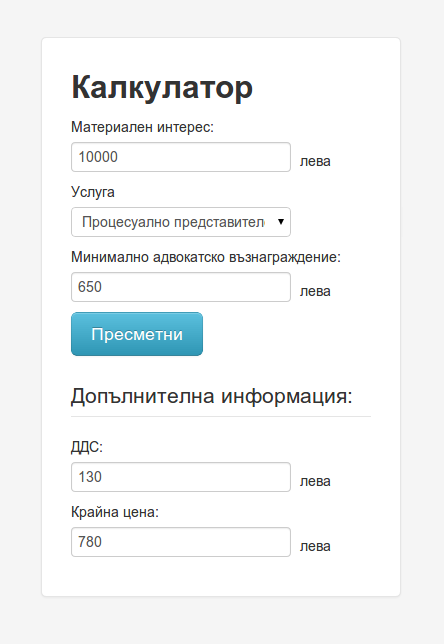 Калкулатор
Материален интерес:
10000 лева
Услуга
Процесуално представител
Минимално адвокатско възнаграждение:
650 лева
Пресметни
Допълнителна информация:
ДДС:
130 лева
Крайна цена:
780 лева